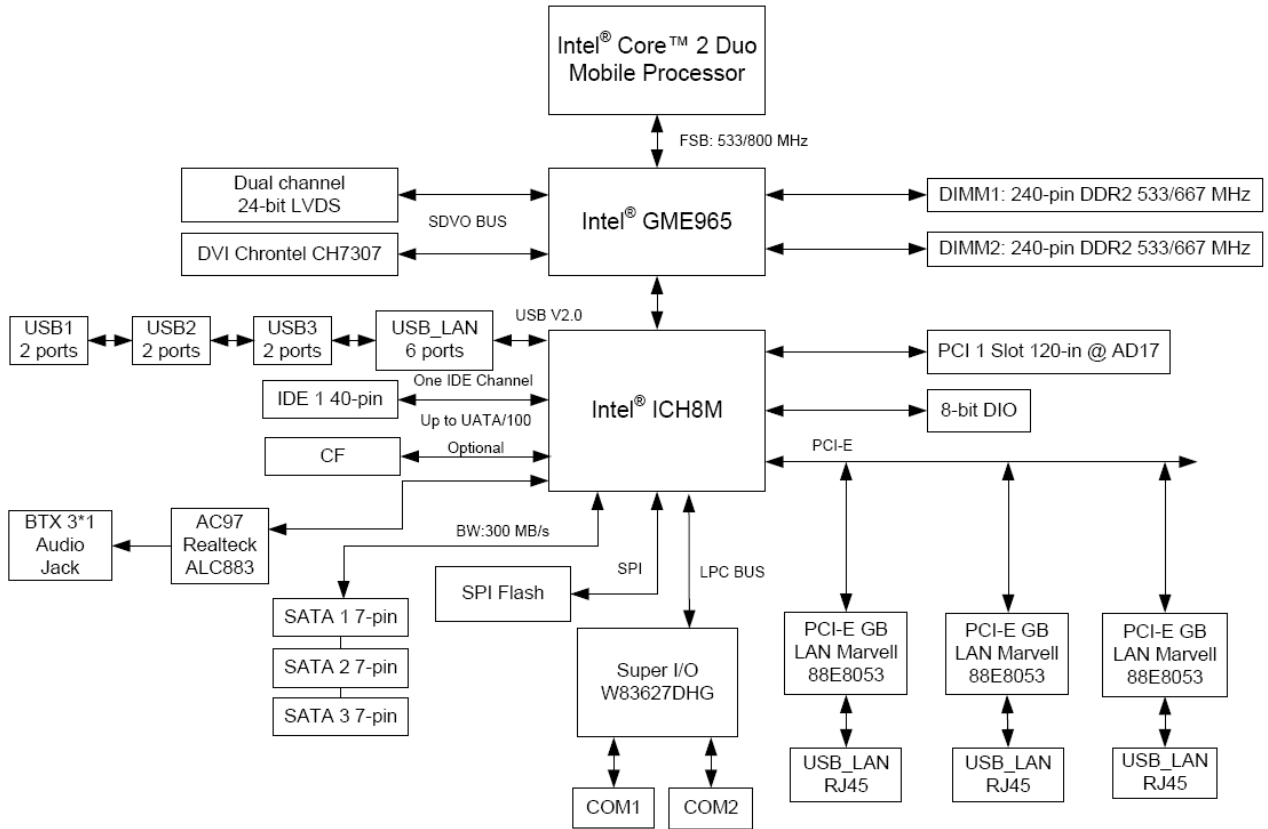 Intel® Core™ 2 Duo
Mobile Processor
FSB: 533/800 MHz
Dual channel
24-bit LVDS
SDVO BUS
DVI Chrontel CH7307
Intel® GME965
DIMM1: 240-pin DDR2 533/667 MHz
DIMM2: 240-pin DDR2 533/667 MHz
USB1
2 ports
USB2
2 ports
USB3
2 ports
USB_LAN
6 ports
USB V2.0
IDE 1 40-pin
One IDE Channel
Up to UATA/100
CF
Optional
Intel® ICH8M
PCI 1 Slot 120-in @ AD17
8-bit DIO
PCI-E
BTX 3*1
Audio
Jack
AC97
Realteck
ALC883
BW:300 MB/s
SATA 1 7-pin
SATA 2 7-pin
SATA 3 7-pin
SPI
SPI Flash
LPC BUS
Super I/O
W83627DHG
COM1
COM2
PCI-E GB
LAN Marvell
88E8053
PCI-E GB
LAN Marvell
88E8053
PCI-E GB
LAN Marvell
88E8053
USB_LAN
RJ45
USB_LAN
RJ45
USB_LAN
RJ45